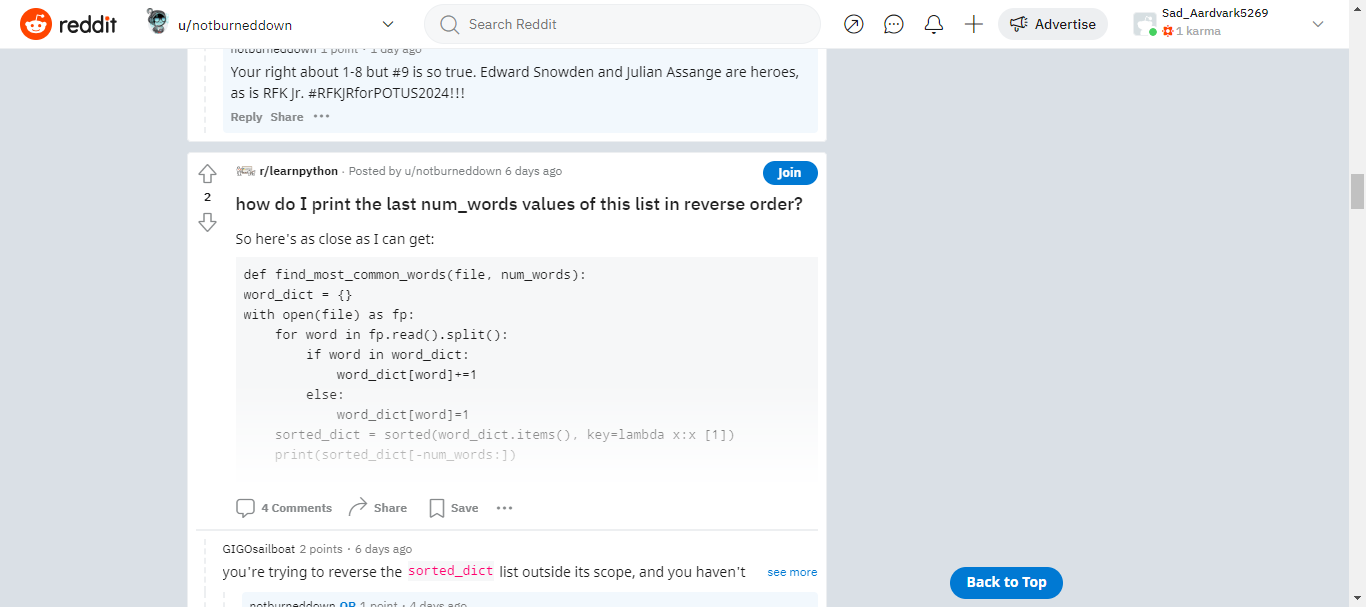 reddit
u/notburneddown
Search Reddit
Advertise
Sad_Aardvark5269
1 karma
notburneddown 1 point · 1 day ago
Your right about 1-8 but #9 is so true. Edward Snowden and Julian Assange are heroes,
as is RFK Jr. #RFKJRforPOTUS2024!!!
Reply Share
r/learnpython · Posted by u/notburneddown 6 days ago
Join
2
how do I print the last num_words values of this list in reverse order?
So here's as close as I can get:
def find_most_common_words(file, num_words):
word_dict = {}
with open(file) as fp:
    for word in fp.read().split():
        if word in word_dict:
            word_dict[word]+=1
        else:
            word_dict[word]=1
    sorted_dict = sorted(word_dict.items(), key=lambda x:x [1])
    print(sorted_dict[-num_words:])
4 Comments Share Save
GIGOsailboat 2 points · 6 days ago
you're trying to reverse the sorted_dict list outside its scope, and you haven't see more
notburneddown OP 1 point · 4 days ago
Back to Top